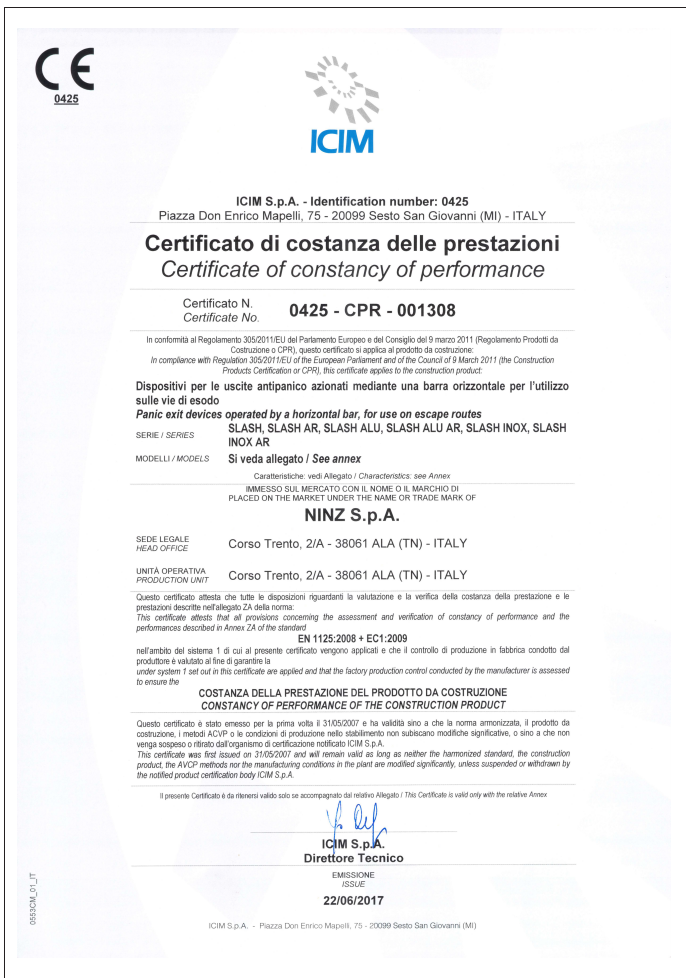 CE
0425
ICIM
ICIM S.p.A. - Identification number: 0425
Piazza Don Enrico Mapelli, 75 - 20099 Sesto San Giovanni (MI) - ITALY
Certificato di costanza delle prestazioni
Certificate of constancy of performance
Certificato N.
Certificate No.
0425 - CPR - 001308
In conformità al Regolamento 305/2011/EU del Parlamento Europeo e del Consiglio del 9 marzo 2011 (Regolamento Prodotti da
Costruzione o CPR), questo certificato si applica al prodotto da costruzione:
In compliance with Regulation 305/2011/EU of the European Parliament and of the Council of 9 March 2011 (the Construction
Products Certification or CPR), this certificate applies to the construction product:
Dispositivi per le uscite antipanico azionati mediante una barra orizzontale per l'utilizzo
sulle vie di esodo
Panic exit devices operated by a horizontal bar, for use on escape routes
SERIE / SERIES
SLASH, SLASH AR, SLASH ALU, SLASH ALU AR, SLASH INOX, SLASH
INOX AR
MODELLI / MODELS
Si veda allegato / See annex
Caratteristiche: vedi Allegato / Characteristics: see Annex
IMMESSO SUL MERCATO CON IL NOME O IL MARCHIO DI
PLACED ON THE MARKET UNDER THE NAME OR TRADE MARK OF
NINZ S.p.A.
SEDE LEGALE
HEAD OFFICE
Corso Trento, 2/A - 38061 ALA (TN) - ITALY
UNITÀ OPERATIVA
PRODUCTION UNIT
Corso Trento, 2/A - 38061 ALA (TN) - ITALY
Questo certificato attesta che tutte le disposizioni riguardanti la valutazione e la verifica della costanza della prestazione e le
prestazioni descritte nell'allegato ZA della norma:
This certificate attests that all provisions concerning the assessment and verification of constancy of performance and the
performances described in Annex ZA of the standard
EN 1125:2008 + EC1:2009
nell'ambito del sistema 1 di cui al presente certificato vengono applicati e che il controllo di produzione in fabbrica condotto dal
produttore è valutato al fine di garantire la
under system 1 set out in this certificate are applied and that the factory production control conducted by the manufacturer is assessed
to ensure the
COSTANZA DELLA PRESTAZIONE DEL PRODOTTO DA COSTRUZIONE
CONSTANCY OF PERFORMANCE OF THE CONSTRUCTION PRODUCT
Questo certificato è stato emesso per la prima volta il 31/05/2007 e ha validità sino a che la norma armonizzata, il prodotto da
costruzione, i metodi ACVP o le condizioni di produzione nello stabilimento non subiscano modifiche significative, o sino a che non
venga sospeso o ritirato dall'organismo di certificazione notificato ICIM S.p.A.
This certificate was first issued on 31/05/2007 and will remain valid as long as neither the harmonized standard, the construction
product, the AVCP methods nor the manufacturing conditions in the plant are modified significantly, unless suspended or withdrawn by
the notified product certification body ICIM S.p.A.
Il presente Certificato è da ritenersi valido solo se accompagnato dal relativo Allegato / This Certificate is valid only with the relative Annex
ICIM S.p.A.
Direttore Tecnico
EMISSIONE
ISSUE
22/06/2017
ICIM S.p.A. - Piazza Don Enrico Mapelli, 75 - 20099 Sesto San Giovanni (MI)
0553CM_01_IT